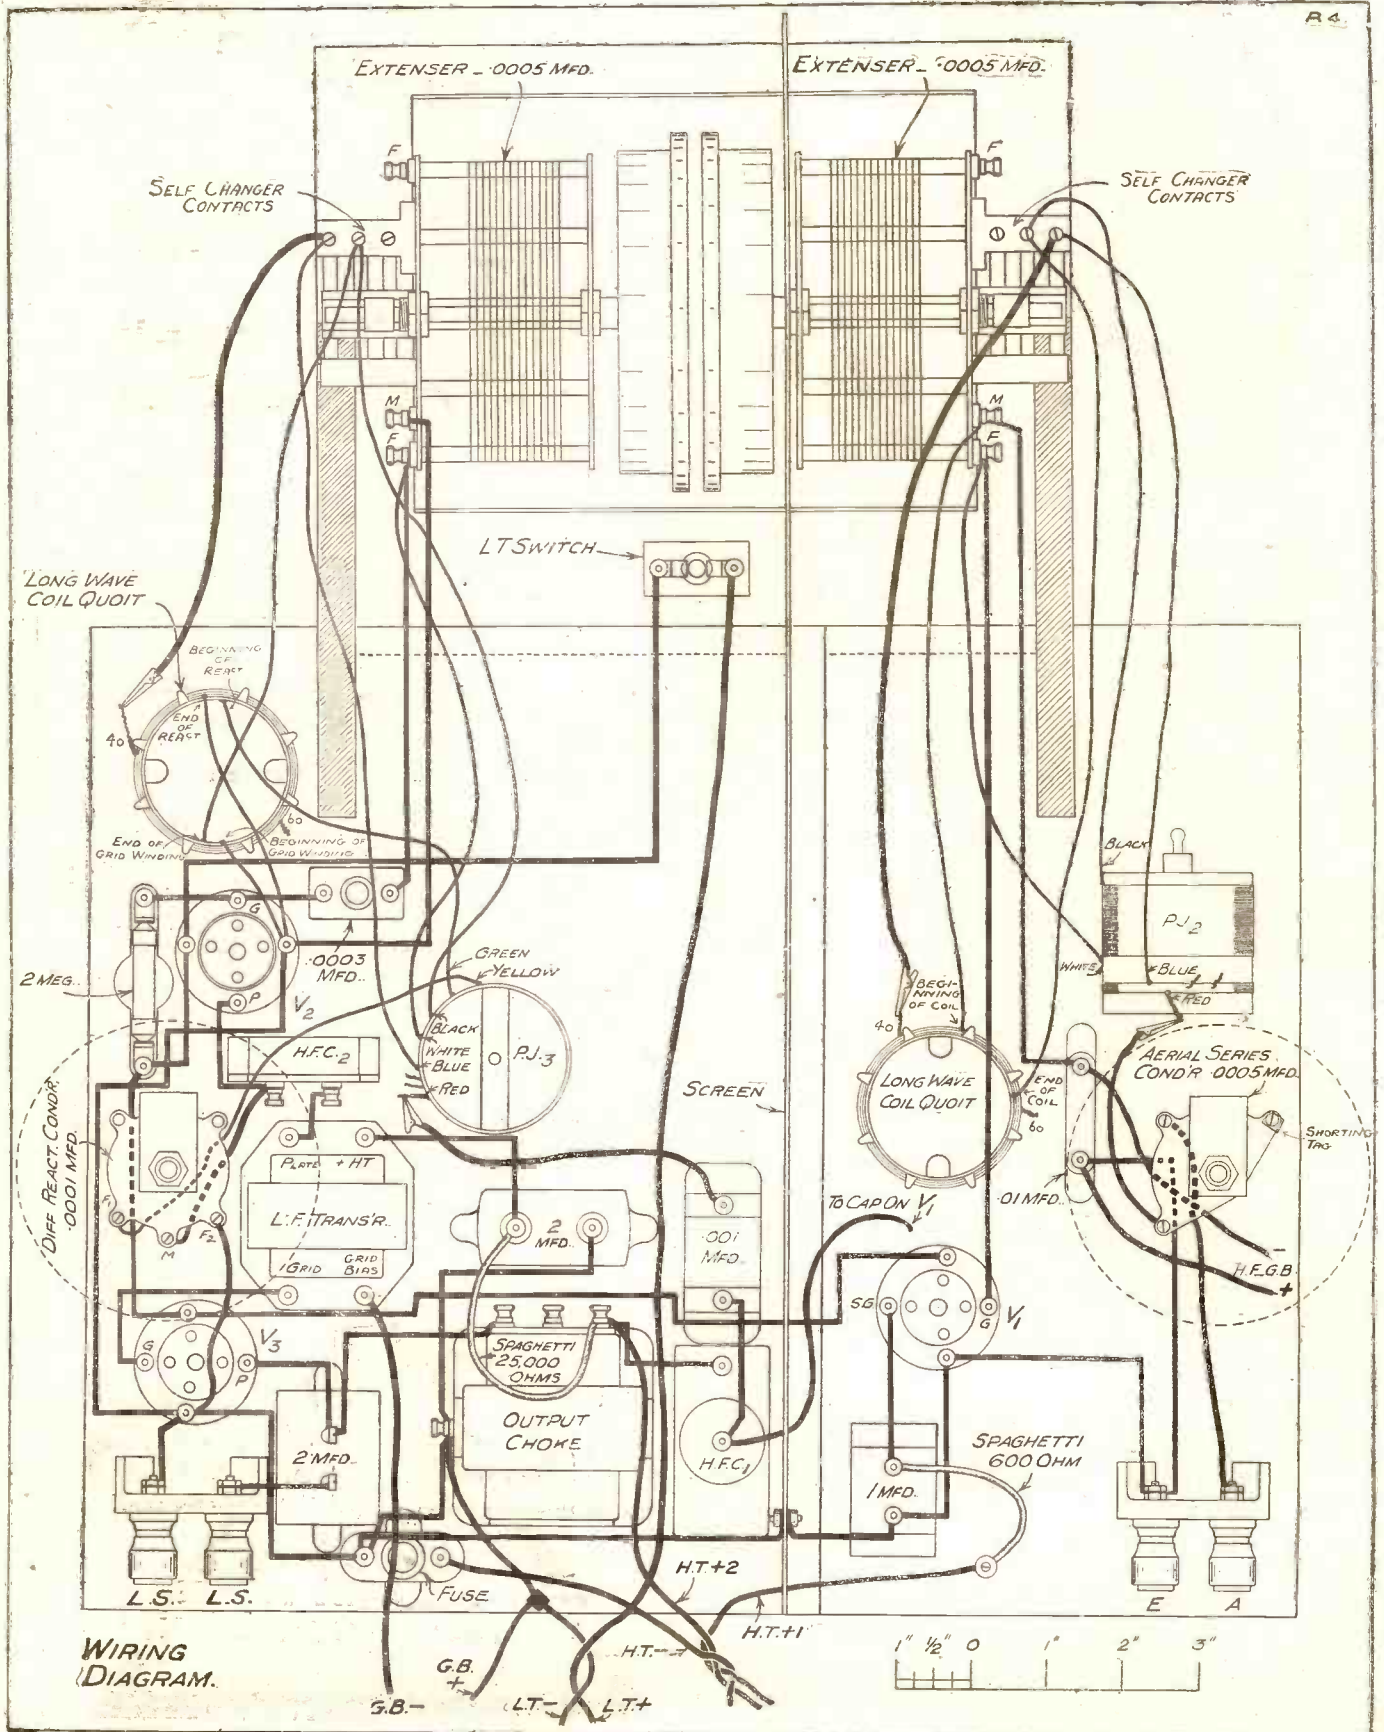 R4.
EXTENSER - .0005 MFD.
EXTENSER - .0005 MFD.
F
F
SELF CHANGER
CONTACTS
SELF CHANGER
CONTACTS
M
F
M
F
LT SWITCH
LONG WAVE
COIL QUOIT
BEGINNING
OF
REACT
END
OF
REACT
40
60
END OF
GRID WINDING
BEGINNING OF
GRID WINDING
BLACK
PJ2
WHITE
BLUE
RED
G
P
V2
.0003
MFD.
2 MEG.
GREEN
YELLOW
BLACK
WHITE
BLUE
RED
P.J.3
H.F.C.2
BEGI-
NNING
OF COIL
40
LONG WAVE
COIL QUOIT
END
OF
COIL
60
AERIAL SERIES
COND'R .0005 MFD.
SHORTING
TAG
.01 MFD.
SCREEN
DIFF REACT. CONDR.
.0001 MFD.
F1
M
F2
PLATE + HT
L.F. TRANS'R.
GRID
GRID
BIAS
2
MFD.
.001
MFD.
TO CAP ON V1
-
H.F.G.B.
+
SG
G
V1
V3
G
P
SPAGHETTI
25,000
OHMS
OUTPUT
CHOKE
H.F.C.1
2 MFD.
1 MFD.
SPAGHETTI
600 OHM
FUSE
L.S. L.S.
H.T.+2
H.T.+1
H.T.-
E A
WIRING
DIAGRAM.
G.B.-
G.B.
+
L.T.-
L.T.+
1" ½" 0 1" 2" 3"